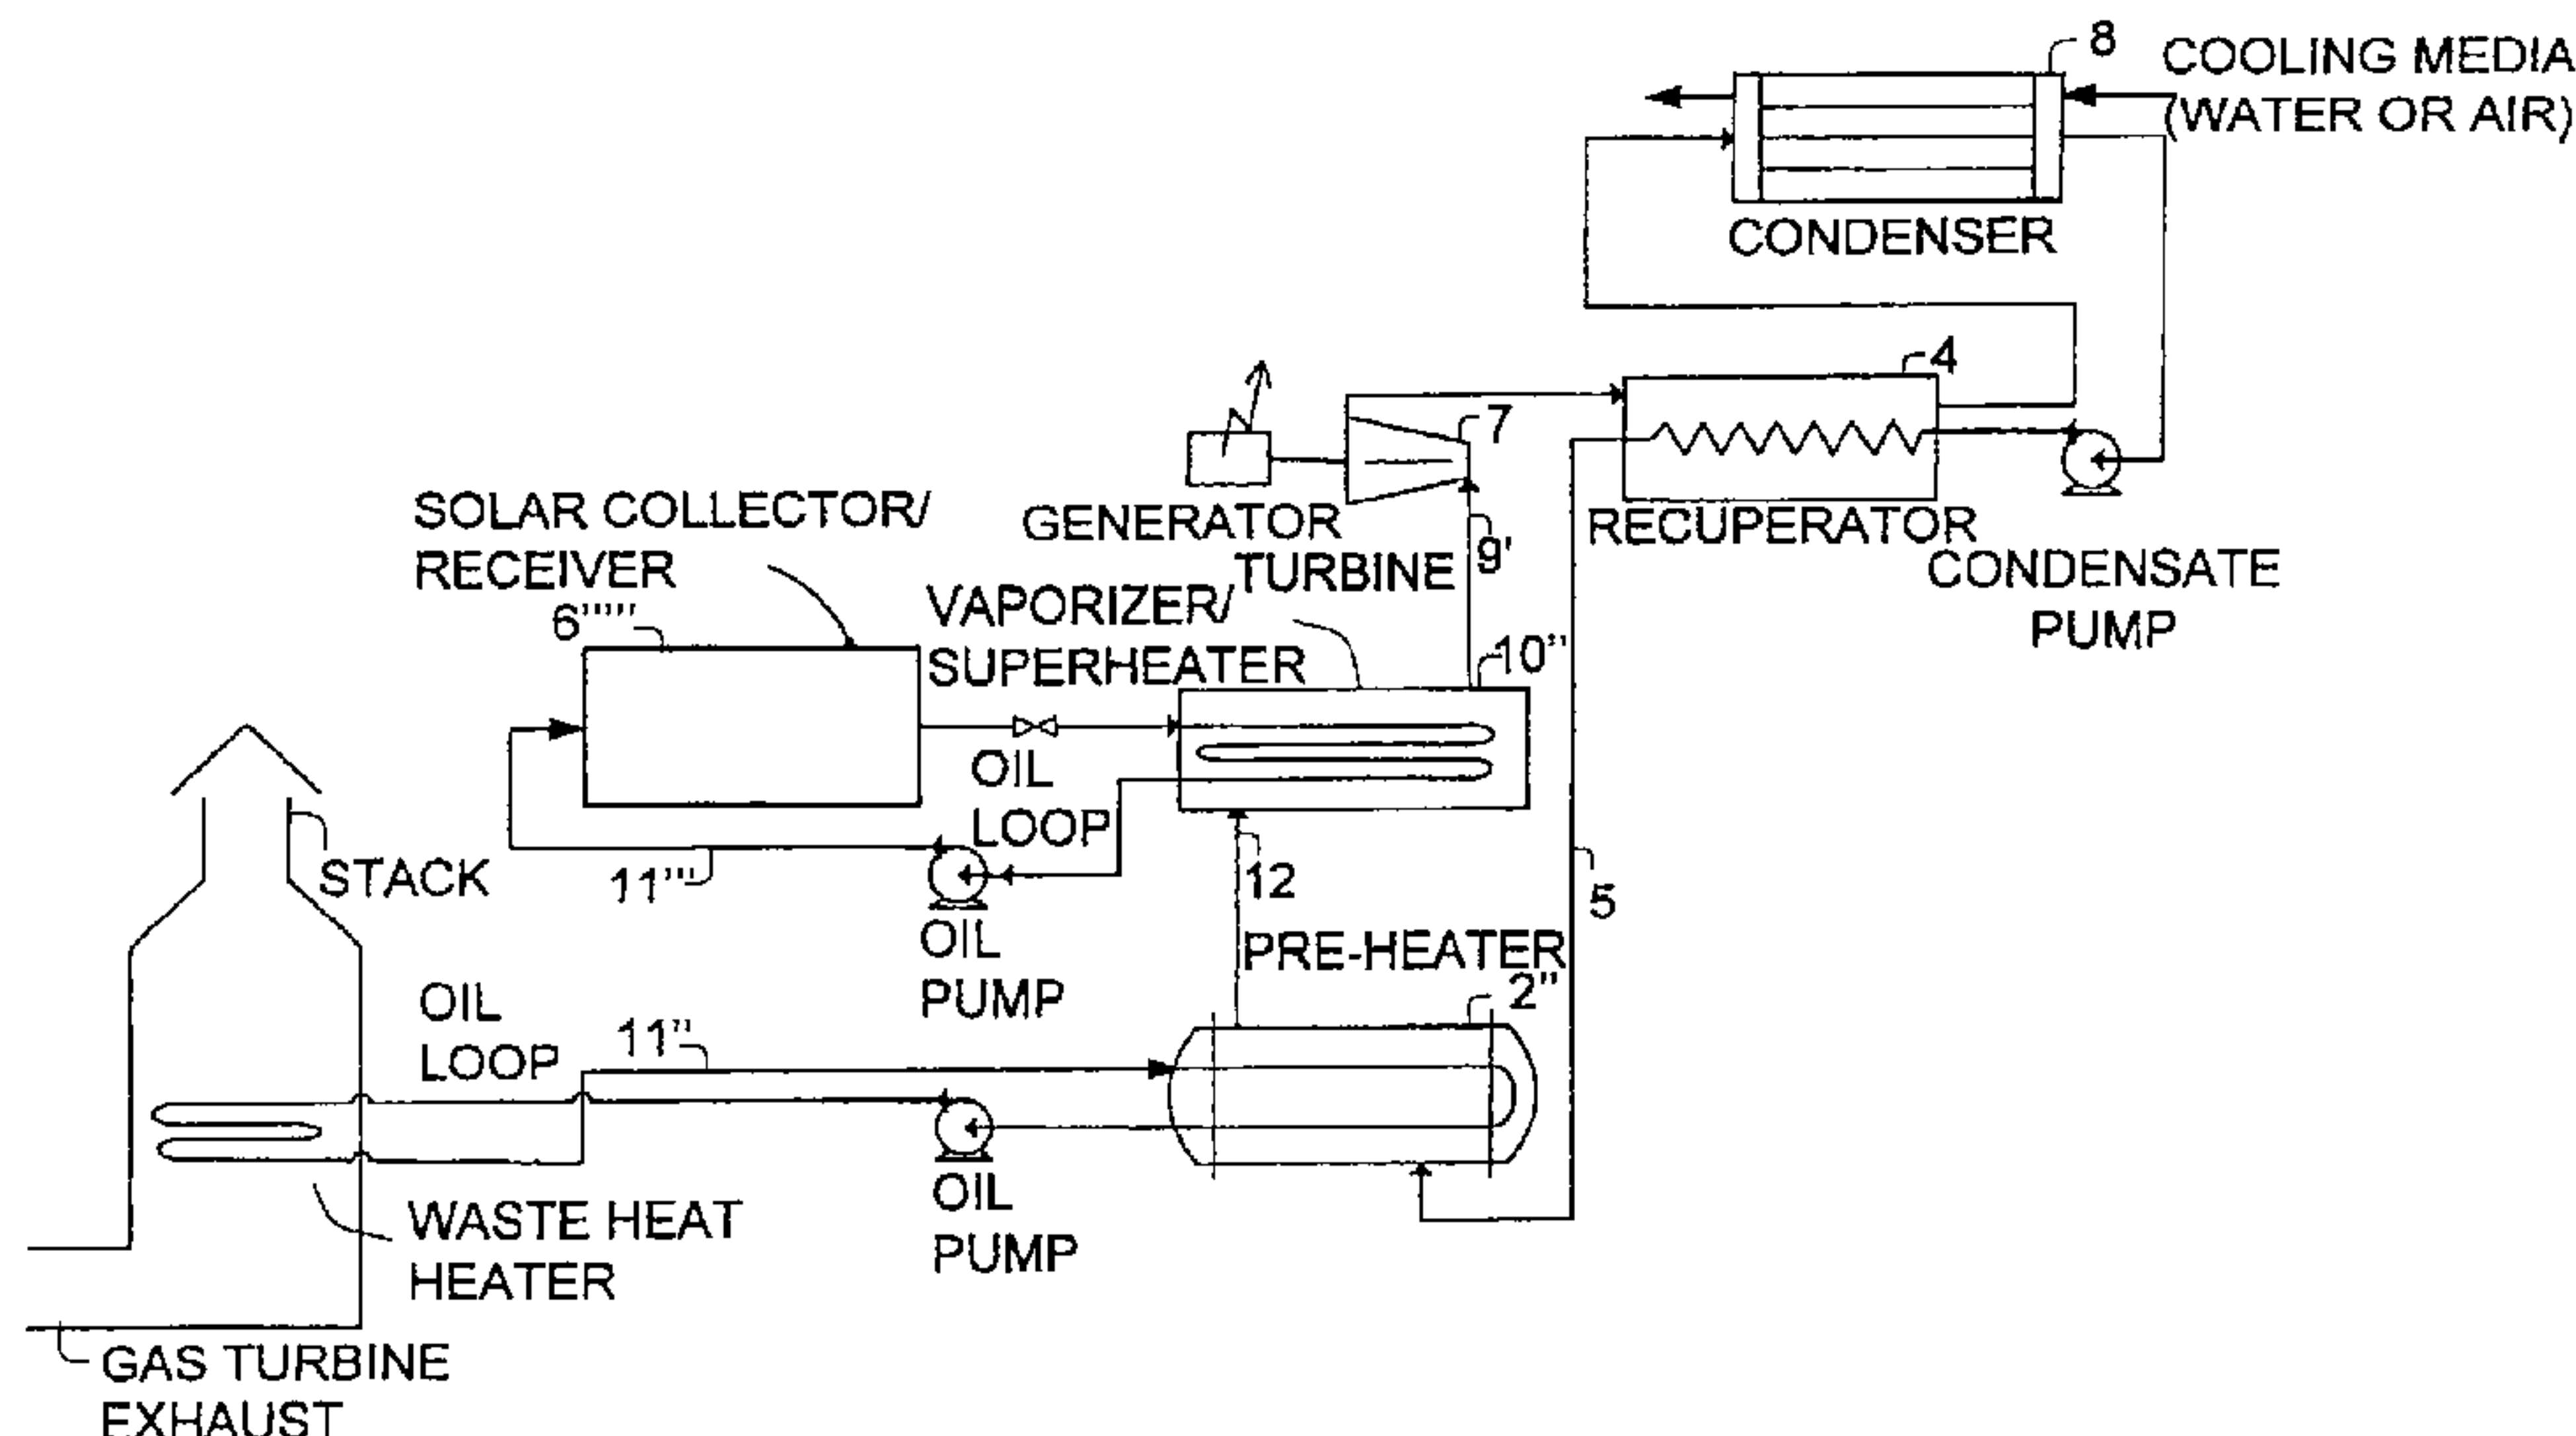 8
COOLING MEDIA
(WATER OR AIR)
CONDENSER
4
7
GENERATOR
TURBINE
9'
RECUPERATOR
CONDENSATE
PUMP
SOLAR COLLECTOR/
RECEIVER
6'''''
VAPORIZER/
SUPERHEATER
10''
OIL
LOOP
STACK
11''''
12
5
OIL
PUMP
PRE-HEATER
2''
OIL
LOOP
11''
WASTE HEAT
HEATER
OIL
PUMP
GAS TURBINE
EXHAUST